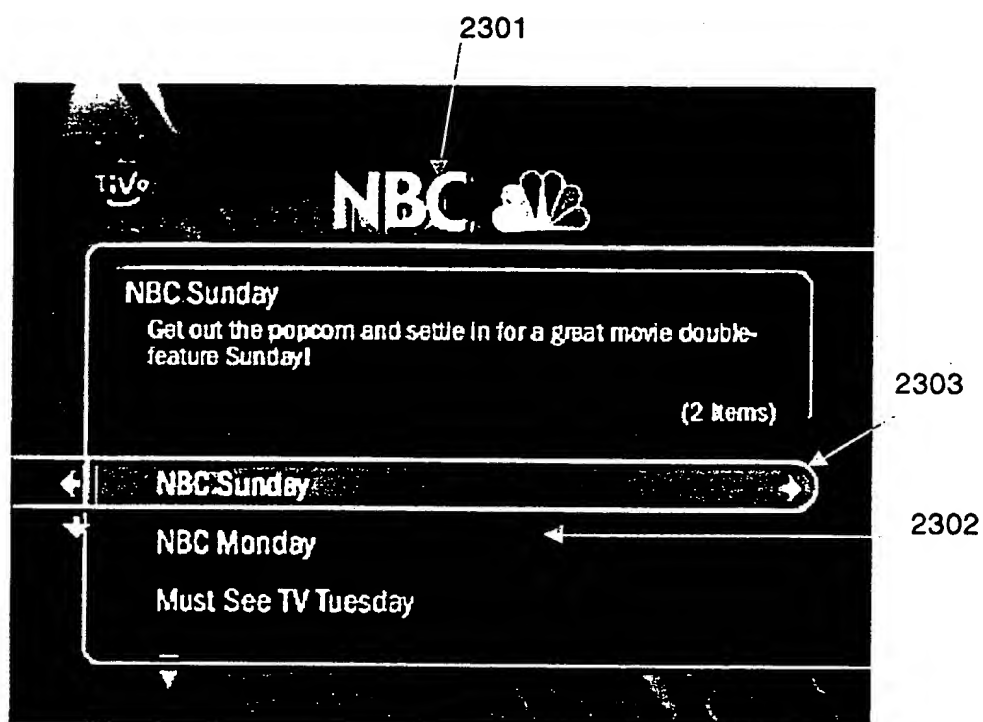 2301
TiVo
NBC
NBC Sunday
Get out the popcorn and settle in for a great movie double-
feature Sunday!
(2 Items)
2303
NBC Sunday
2302
NBC Monday
Must See TV Tuesday